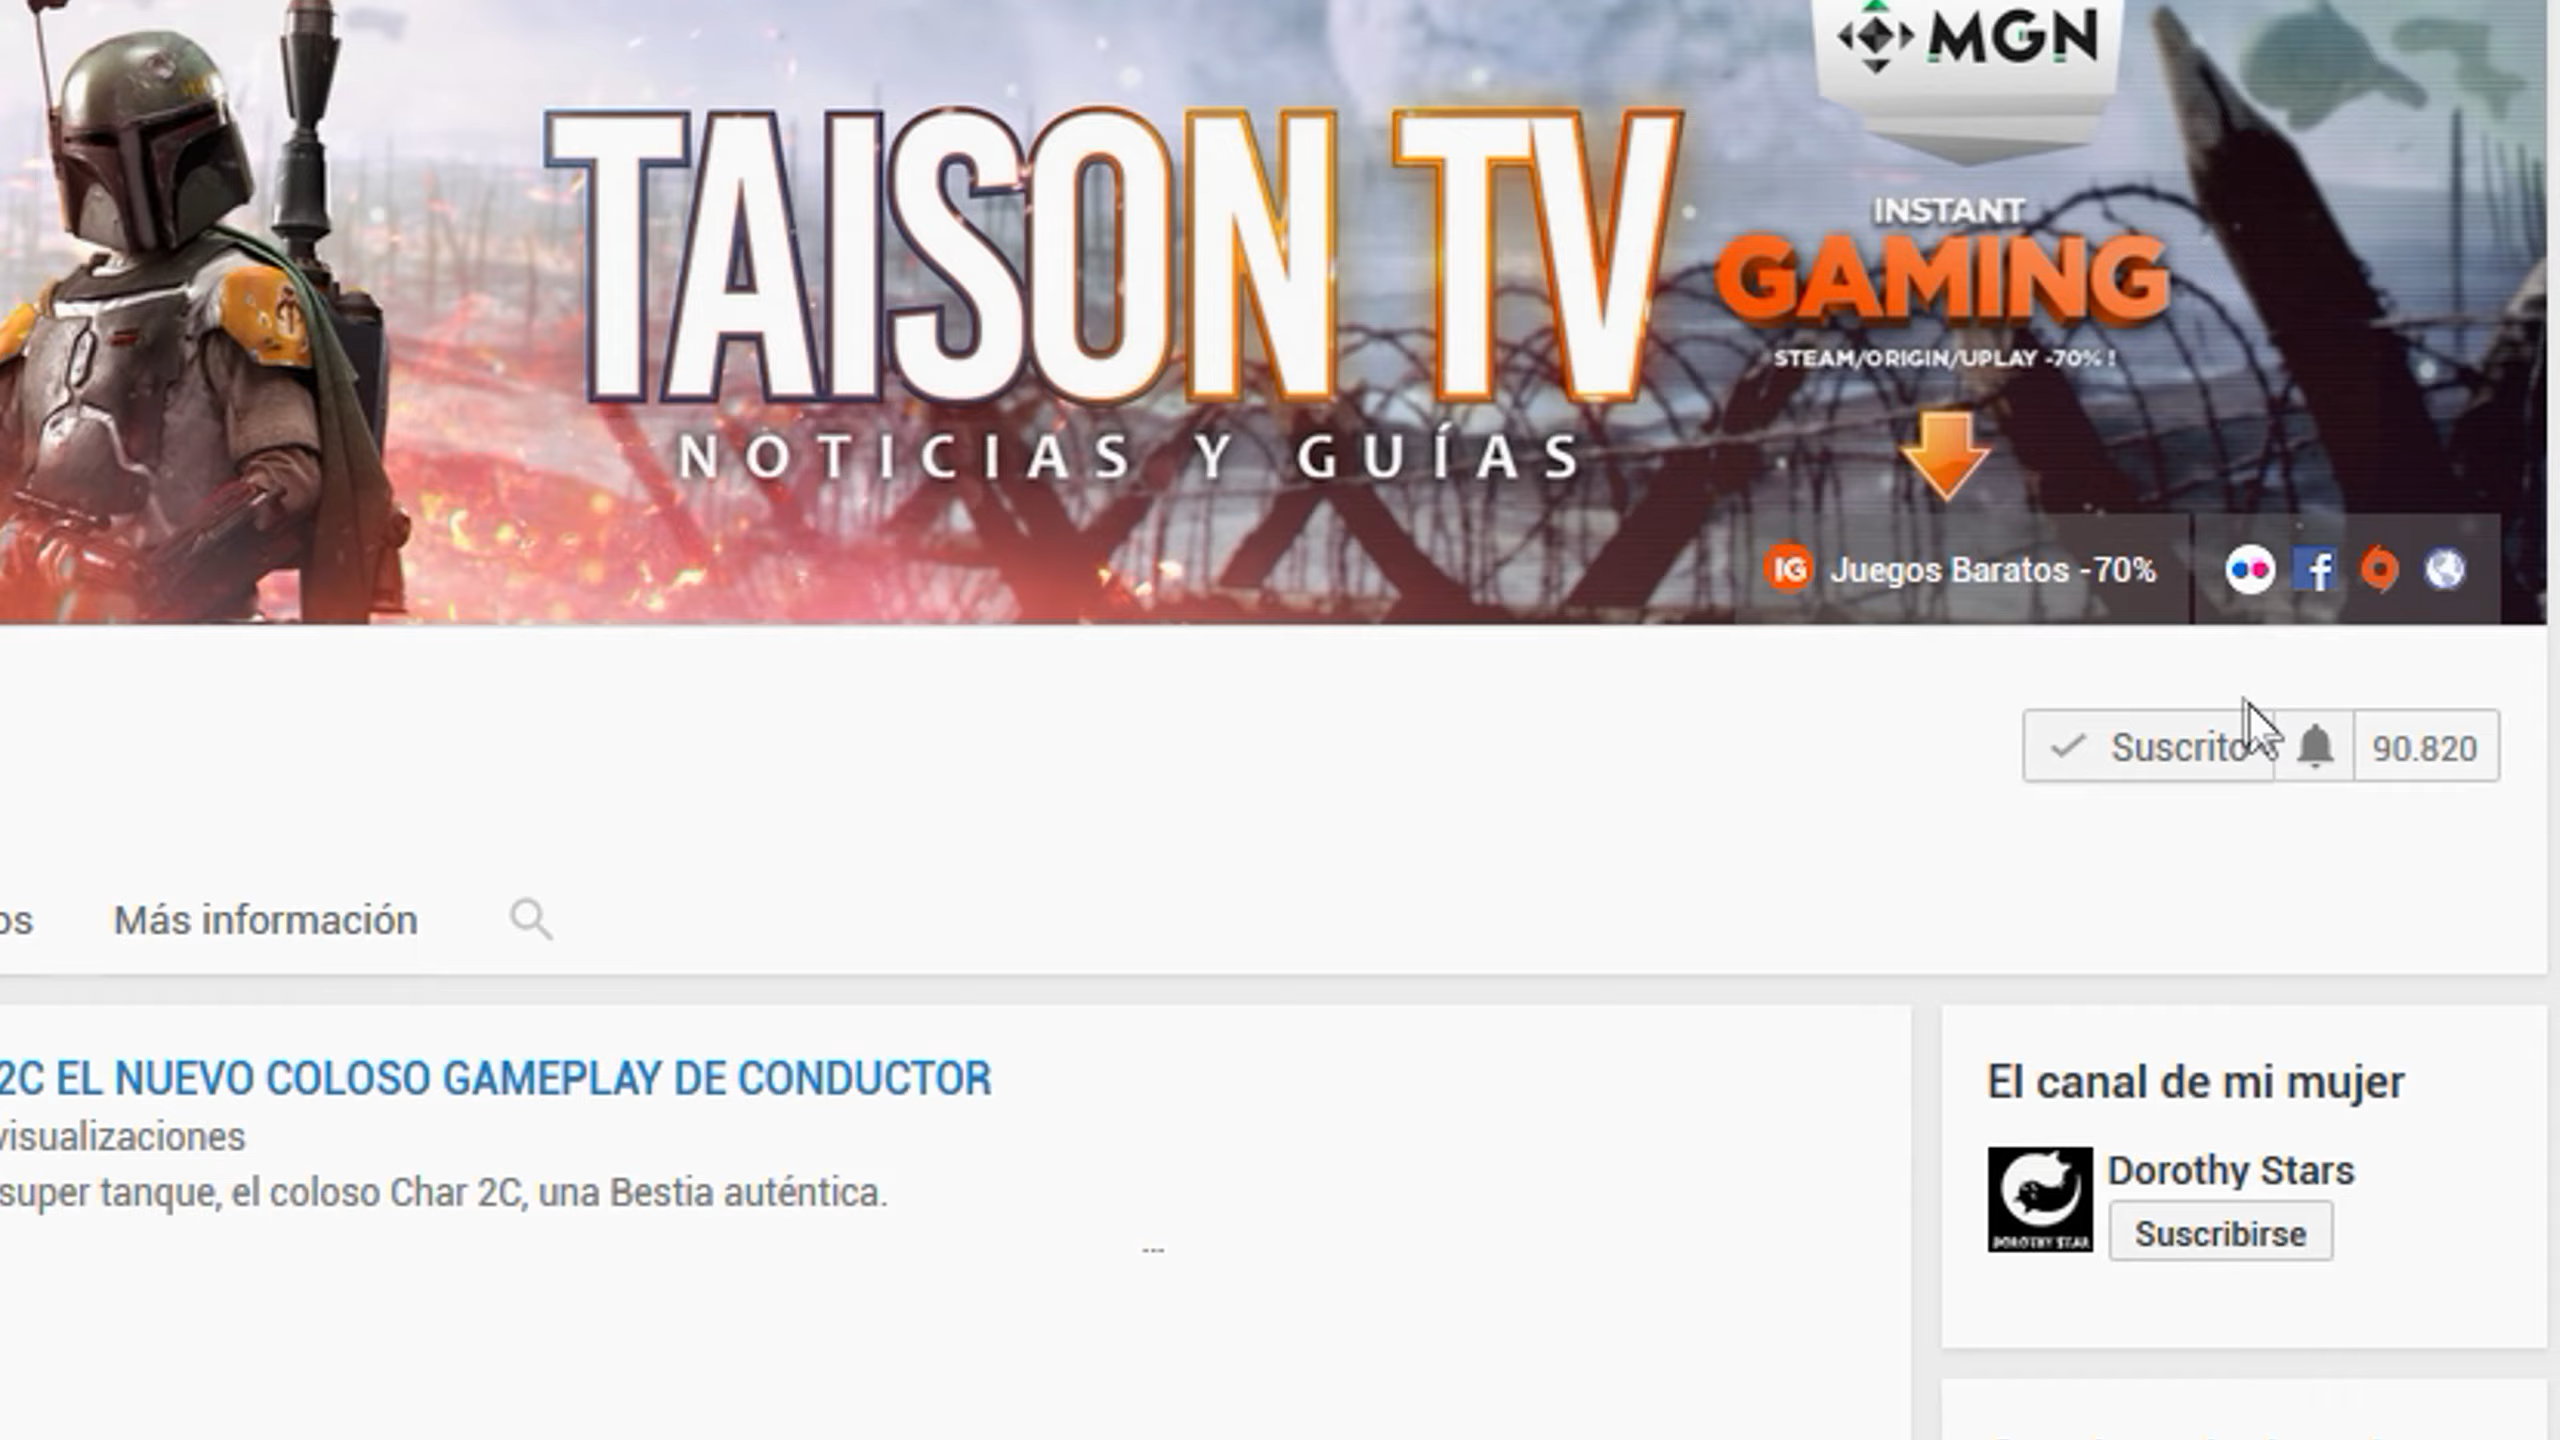 MGN
TAISON TV
NOTICIAS Y GUÍAS
INSTANT
GAMING
STEAM/ORIGIN/UPLAY -70% !
IG Juegos Baratos -70%
Suscrito 90.820
os Más información
2C EL NUEVO COLOSO GAMEPLAY DE CONDUCTOR
visualizaciones
super tanque, el coloso Char 2C, una Bestia auténtica.
...
El canal de mi mujer
Dorothy Stars
DOROTHY STAR
Suscribirse